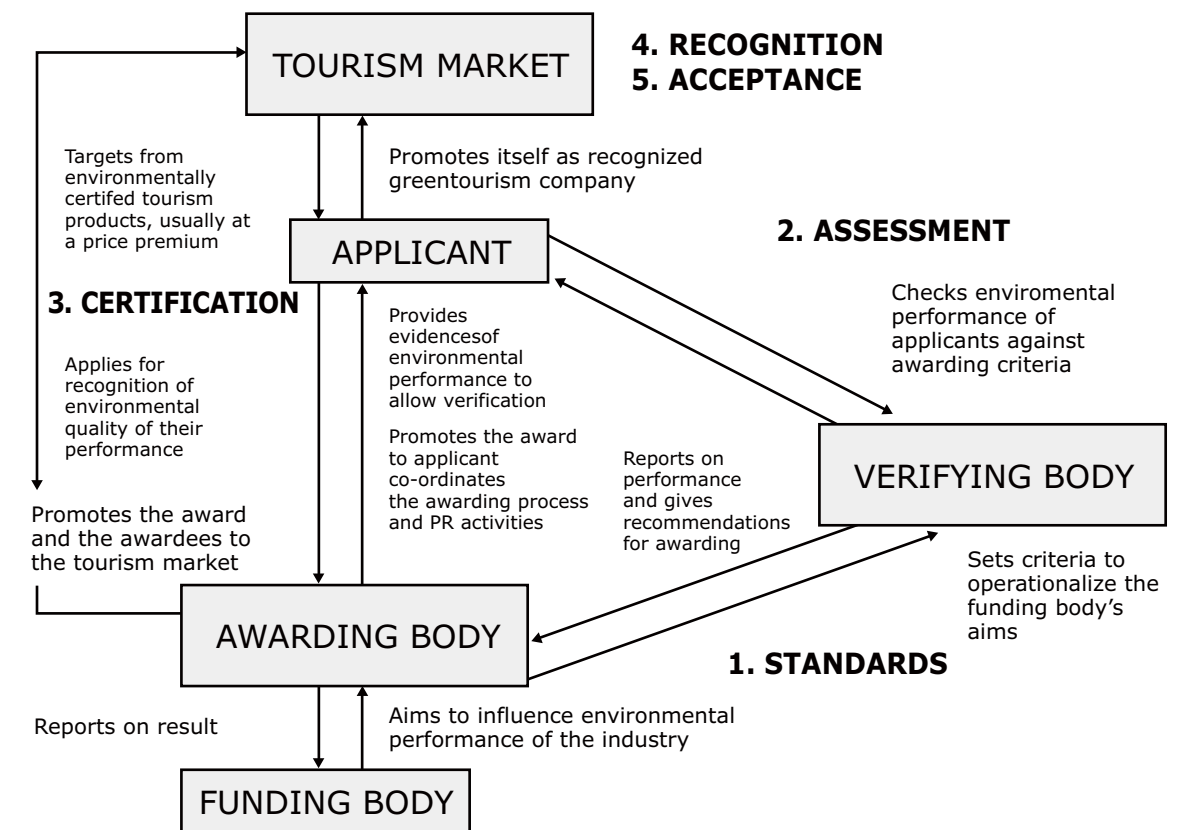 TOURISM MARKET
4. RECOGNITION
5. ACCEPTANCE
Targets from
environmentally
certifed tourism
products, usually at
a price premium
Promotes itself as recognized
greentourism company
APPLICANT
2. ASSESSMENT
3. CERTIFICATION
Checks enviromental
performance of
applicants against
awarding criteria
Applies for
recognition of
environmental
quality of their
performance
Provides
evidencesof
environmental
performance to
allow verification
Promotes the award
to applicant
co-ordinates
the awarding process
and PR activities
Reports on
performance
and gives
recommendations
for awarding
VERIFYING BODY
Promotes the award
and the awardees to
the tourism market
Sets criteria to
operationalize the
funding body's
aims
AWARDING BODY
1. STANDARDS
Reports on result
Aims to influence environmental
performance of the industry
FUNDING BODY